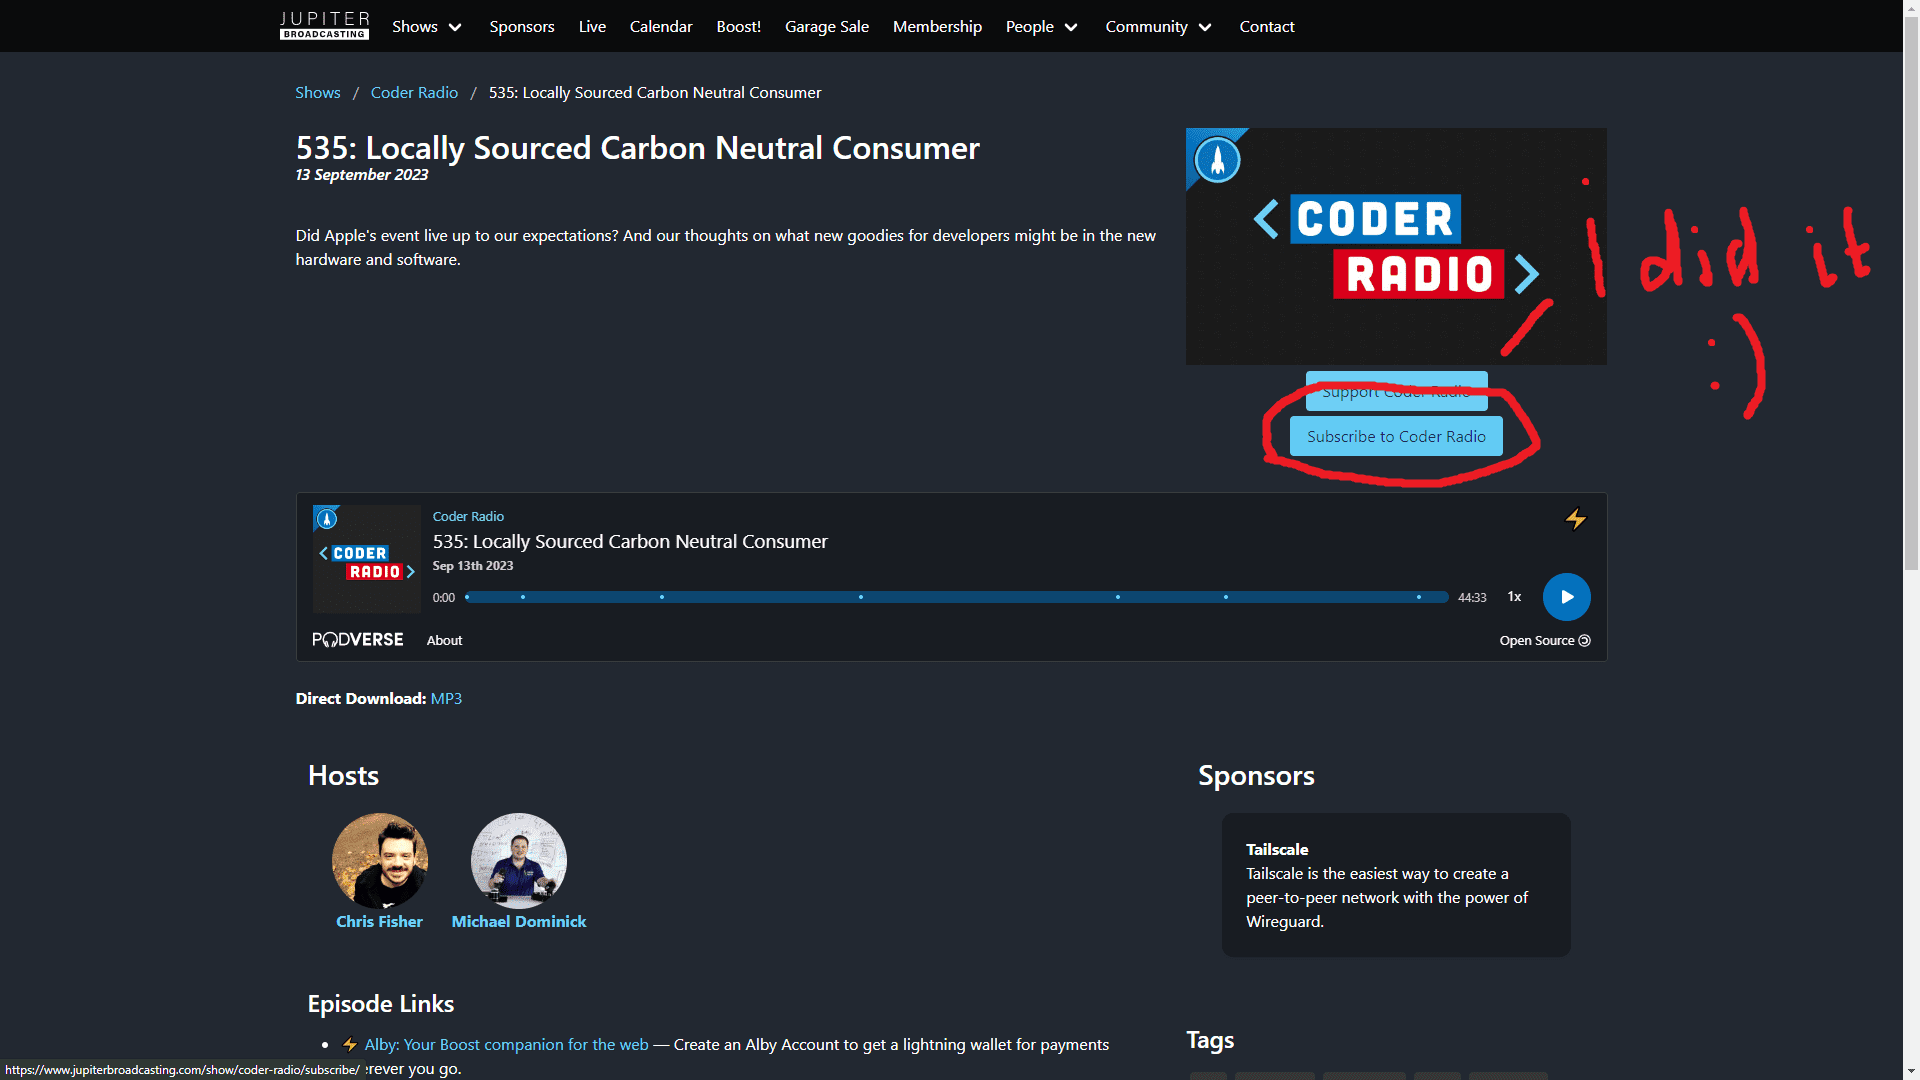 JUPITER
BROADCASTING
Shows Sponsors Live Calendar Boost! Garage Sale Membership People Community Contact
Shows / Coder Radio / 535: Locally Sourced Carbon Neutral Consumer
535: Locally Sourced Carbon Neutral Consumer
13 September 2023
Did Apple's event live up to our expectations? And our thoughts on what new goodies for developers might be in the new
hardware and software.
< CODER
RADIO >
i did it
:)
Support Coder Radio
Subscribe to Coder Radio
< CODER
RADIO >
Coder Radio
535: Locally Sourced Carbon Neutral Consumer
Sep 13th 2023
0:00 44:33 1x
PODVERSE About Open Source
Direct Download: MP3
Hosts
Chris Fisher Michael Dominick
Sponsors
Tailscale
Tailscale is the easiest way to create a
peer-to-peer network with the power of
Wireguard.
Episode Links
Alby: Your Boost companion for the web — Create an Alby Account to get a lightning wallet for payments
erever you go.
Tags
https://www.jupiterbroadcasting.com/show/coder-radio/subscribe/